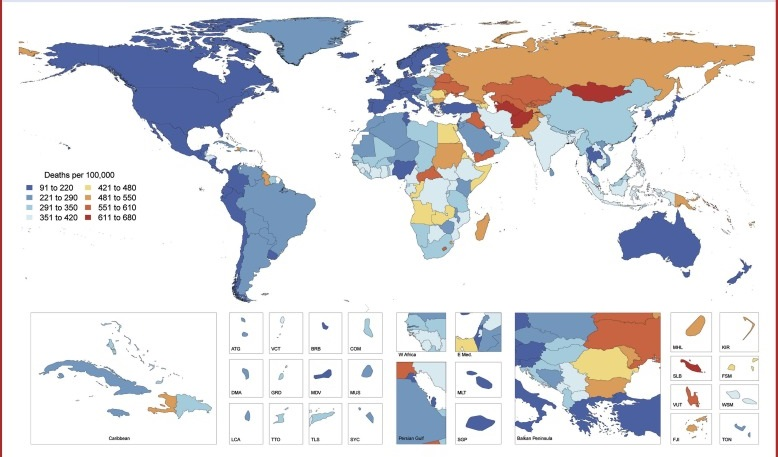 Deaths per 100,000
91 to 220
421 to 480
221 to 290
481 to 550
291 to 350
551 to 610
351 to 420
611 to 680
ATG
VCT
BRB
COM
W Africa
E Med.
MHL
KIR
DMA
GRD
MDV
MUS
MLT
SLB
FSM
LCA
TTO
TLS
SYC
Persian Gulf
SGP
VUT
WSM
Caribbean
Balkan Peninsula
FJI
TON